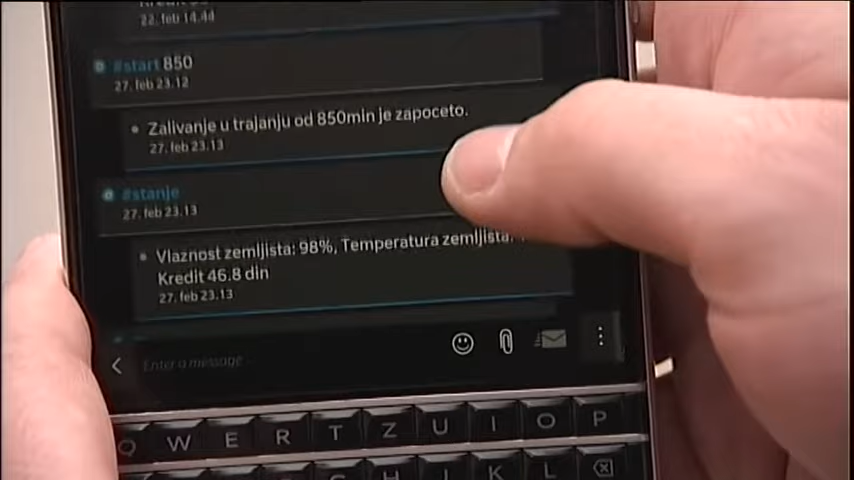 22. feb 14.44
#start 850
27. feb 23.12
Zalivanje u trajanju od 850min je zapoceto.
27. feb 23.13
#stanje
27. feb 23.13
Vlaznost zemljista: 98%, Temperatura zemljista:
Kredit 46.8 din
27. feb 23.13
Enter a message
Q W E R T Z U I O P
K L